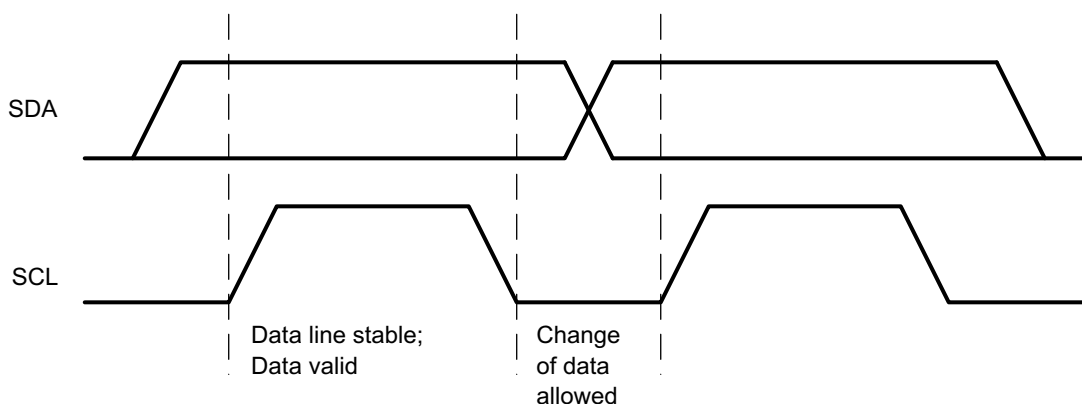 SDA
SCL
Data line stable;
Data valid
Change
of data
allowed